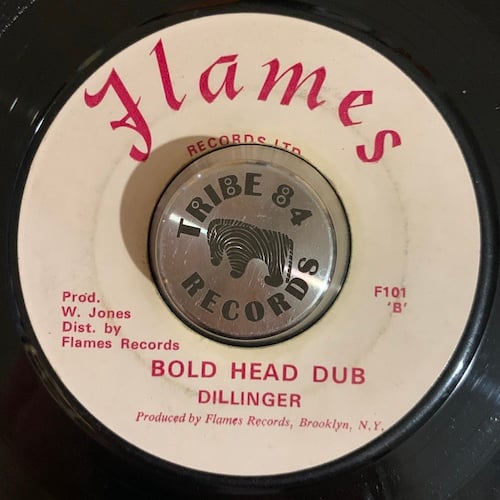 Flames
RECORDS LTD
TRIBE 84
RECORDS
Prod.
W. Jones
Dist. by
Flames Records
F101
'B'
BOLD HEAD DUB
DILLINGER
Produced by Flames Records, Brooklyn, N.Y.